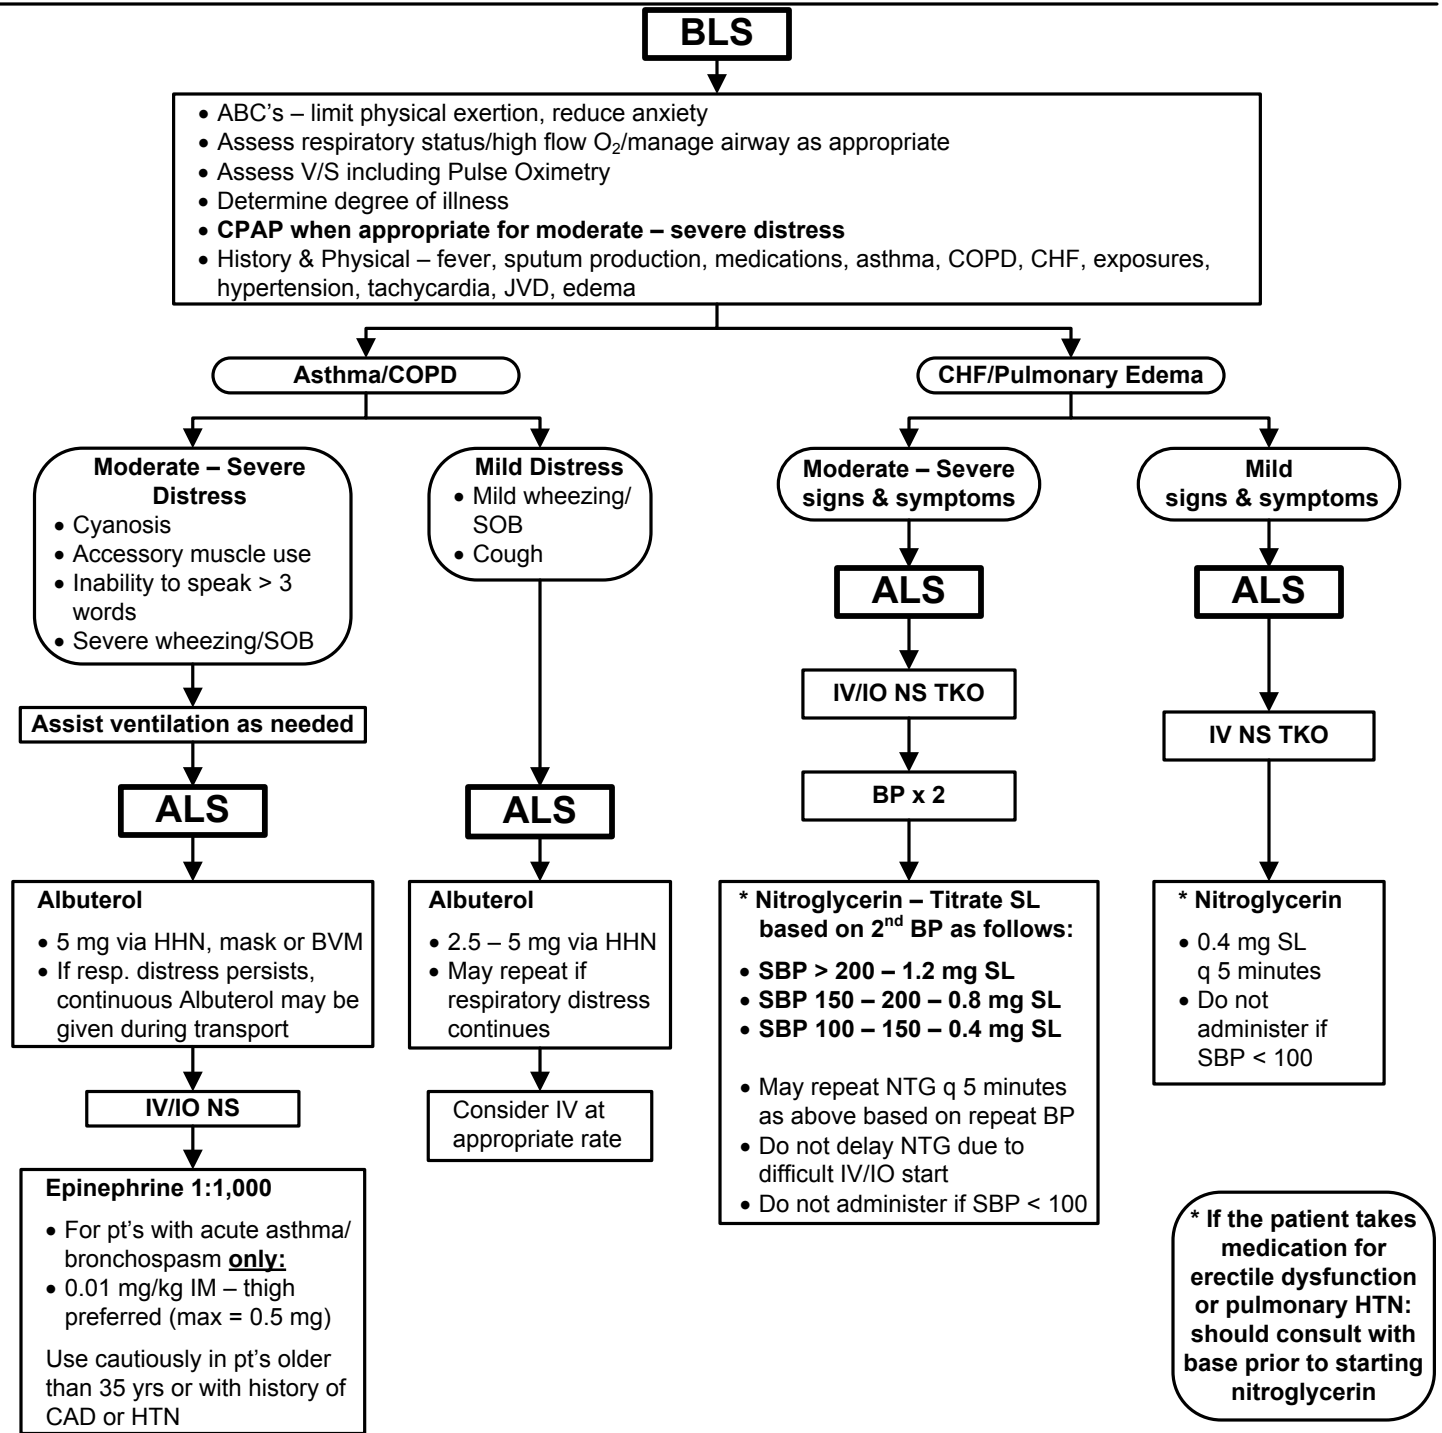 BLS
• ABC's – limit physical exertion, reduce anxiety
• Assess respiratory status/high flow O₂/manage airway as appropriate
• Assess V/S including Pulse Oximetry
• Determine degree of illness
• CPAP when appropriate for moderate – severe distress
• History & Physical – fever, sputum production, medications, asthma, COPD, CHF, exposures,
hypertension, tachycardia, JVD, edema
Asthma/COPD
Moderate – Severe
Distress
• Cyanosis
• Accessory muscle use
• Inability to speak > 3
words
• Severe wheezing/SOB
Assist ventilation as needed
ALS
Albuterol
• 5 mg via HHN, mask or BVM
• If resp. distress persists,
continuous Albuterol may be
given during transport
IV/IO NS
Epinephrine 1:1,000
• For pt's with acute asthma/
bronchospasm only:
• 0.01 mg/kg IM – thigh
preferred (max = 0.5 mg)
Use cautiously in pt's older
than 35 yrs or with history of
CAD or HTN
Mild Distress
• Mild wheezing/
SOB
• Cough
ALS
Albuterol
• 2.5 – 5 mg via HHN
• May repeat if
respiratory distress
continues
Consider IV at
appropriate rate
CHF/Pulmonary Edema
Moderate – Severe
signs & symptoms
ALS
IV/IO NS TKO
BP x 2
* Nitroglycerin – Titrate SL
based on 2nd BP as follows:
• SBP > 200 – 1.2 mg SL
• SBP 150 – 200 – 0.8 mg SL
• SBP 100 – 150 – 0.4 mg SL
• May repeat NTG q 5 minutes
as above based on repeat BP
• Do not delay NTG due to
difficult IV/IO start
• Do not administer if SBP < 100
Mild
signs & symptoms
ALS
IV NS TKO
* Nitroglycerin
• 0.4 mg SL
q 5 minutes
• Do not
administer if
SBP < 100
* If the patient takes
medication for
erectile dysfunction
or pulmonary HTN:
should consult with
base prior to starting
nitroglycerin